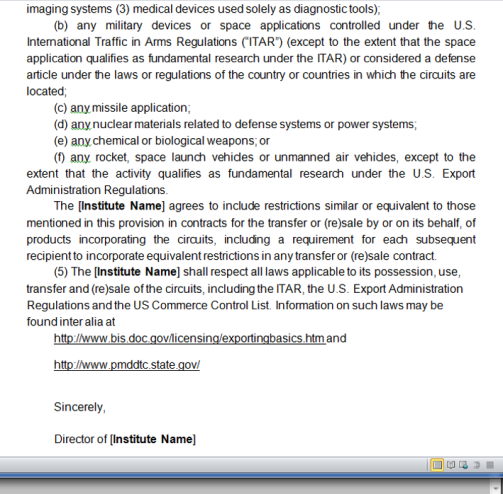 imaging systems (3) medical devices used solely as diagnostic tools);
(b) any military devices or space applications controlled under the U.S.
International Traffic in Arms Regulations ("ITAR") (except to the extent that the space
application qualifies as fundamental research under the ITAR) or considered a defense
article under the laws or regulations of the country or countries in which the circuits are
located;
(c) any missile application;
(d) any nuclear materials related to defense systems or power systems;
(e) any chemical or biological weapons; or
(f) any rocket, space launch vehicles or unmanned air vehicles, except to the
extent that the activity qualifies as fundamental research under the U.S. Export
Administration Regulations.
The [Institute Name] agrees to include restrictions similar or equivalent to those
mentioned in this provision in contracts for the transfer or (re)sale by or on its behalf, of
products incorporating the circuits, including a requirement for each subsequent
recipient to incorporate equivalent restrictions in any transfer or (re)sale contract.
(5) The [Institute Name] shall respect all laws applicable to its possession, use,
transfer and (re)sale of the circuits, including the ITAR, the U.S. Export Administration
Regulations and the US Commerce Control List. Information on such laws may be
found inter alia at
http://www.bis.doc.gov/licensing/exportingbasics.htm and
http://www.pmddtc.state.gov/
Sincerely,
Director of [Institute Name]